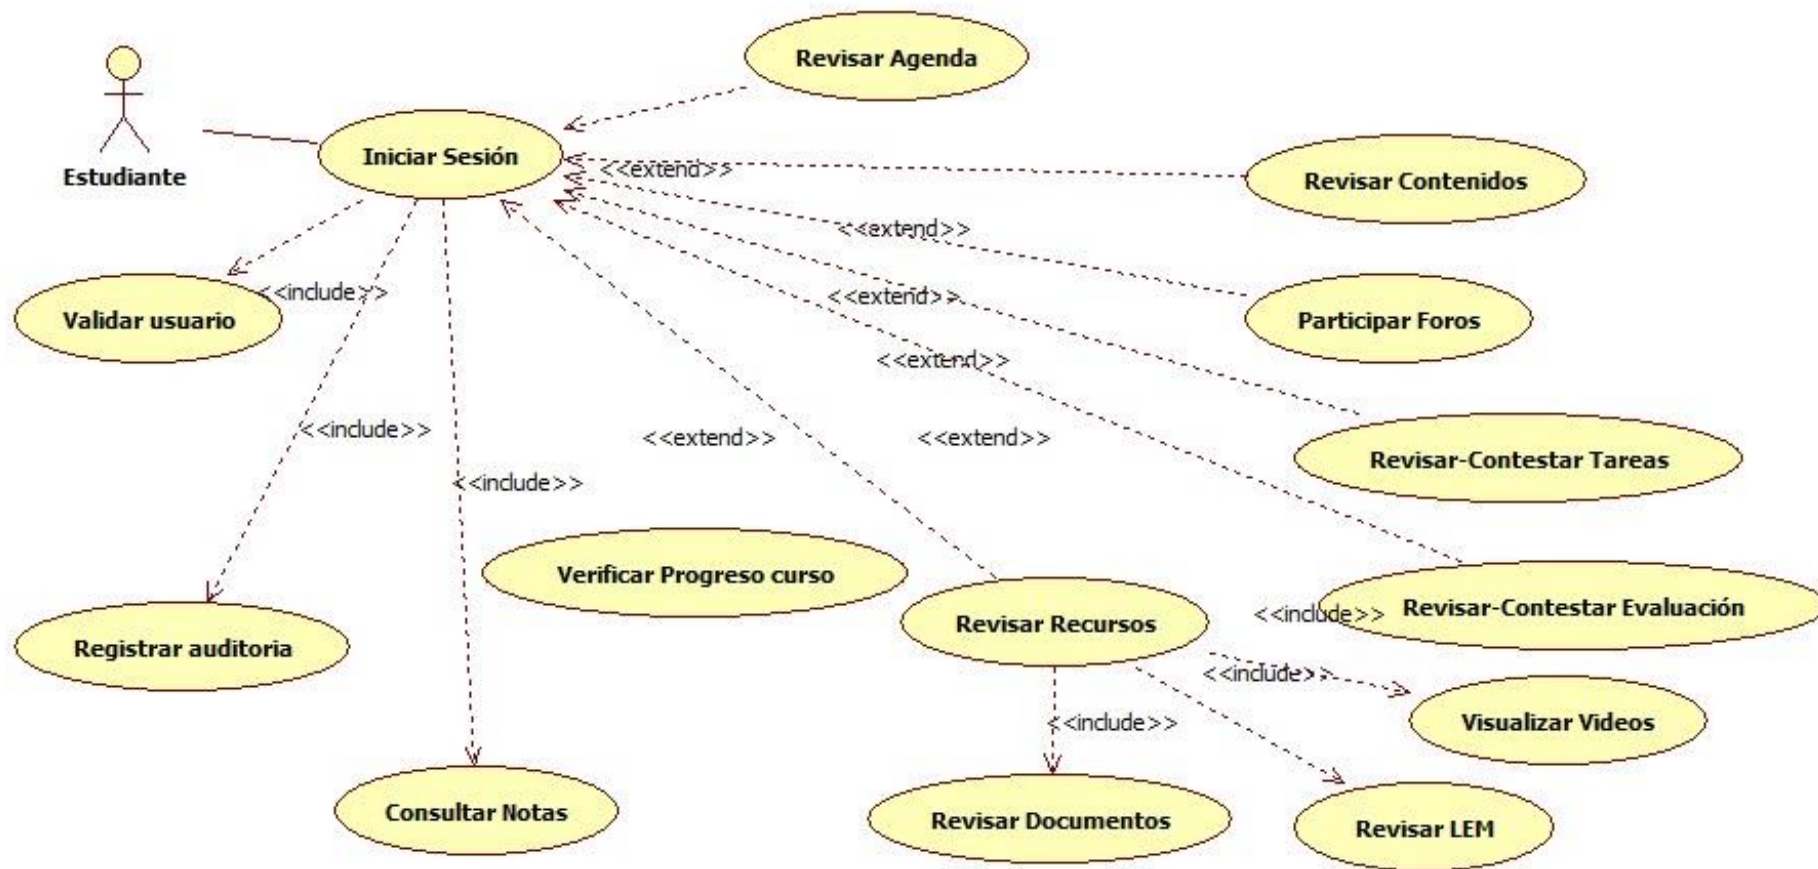 Revisar Agenda
Iniciar Sesión
<<extend>>
Estudiante
Revisar Contenidos
<<extend>>
<<include>>
<<extend>>
Validar usuario
Participar Foros
<<extend>>
<<include>>
<<extend>>
<<extend>>
Revisar-Contestar Tareas
<<include>>
Verificar Progreso curso
Revisar Recursos
<<include>>
Revisar-Contestar Evaluación
Registrar auditoria
<<include>>
<<include>>
Visualizar Videos
Consultar Notas
Revisar Documentos
Revisar LEM